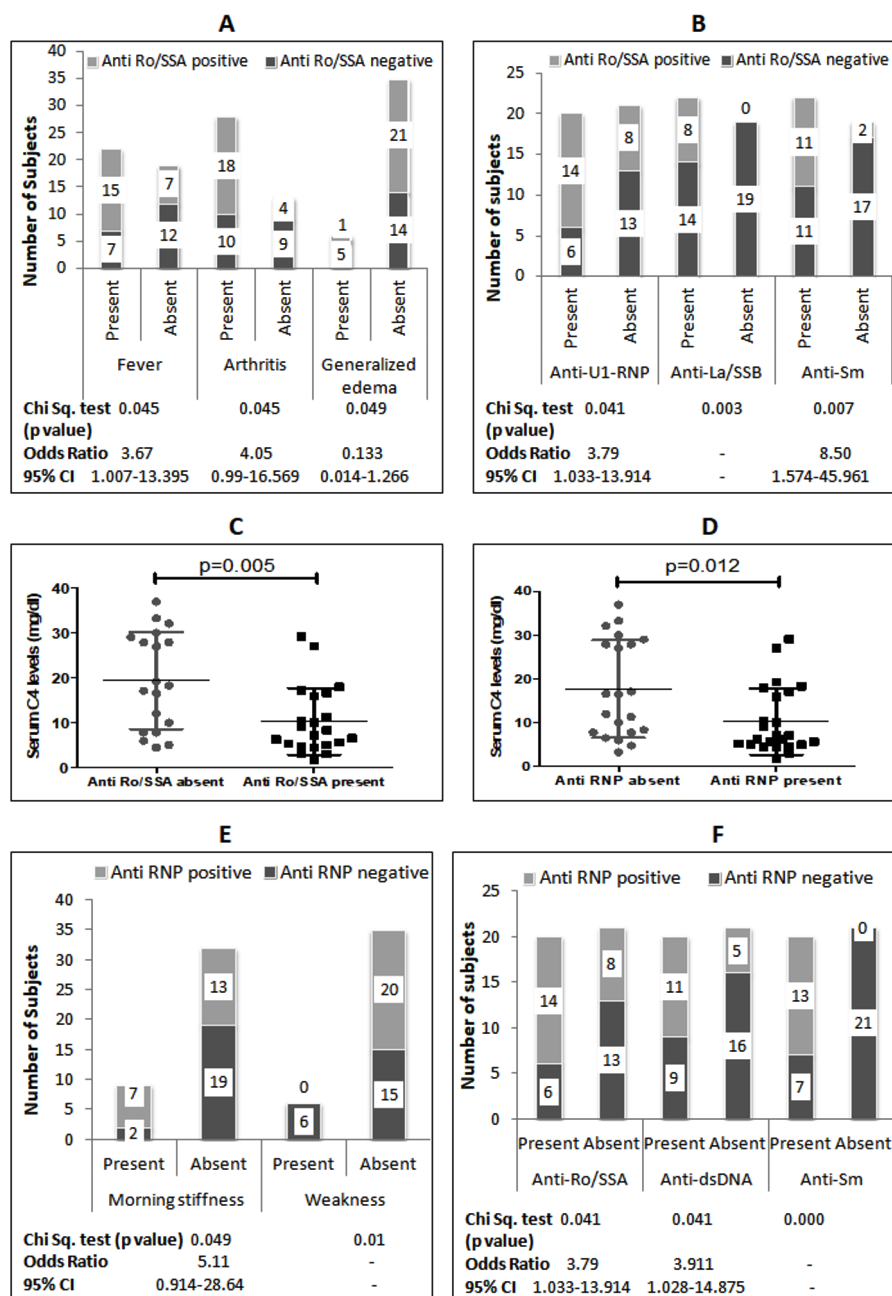 A
Anti Ro/SSA positive Anti Ro/SSA negative
Number of Subjects
40
35
30
25
20
15
10
5
0
15 7 18 4 1 21
7 12 10 9 5 14
Present Absent Present Absent Present Absent
Fever Arthritis Generalized edema
Chi Sq. test (p value) 0.045 0.045 0.049
Odds Ratio 3.67 4.05 0.133
95% CI 1.007-13.395 0.99-16.569 0.014-1.266
B
Anti Ro/SSA positive Anti Ro/SSA negative
Number of subjects
25
20
15
10
5
0
14 8 8 0 11 2
6 13 14 19 11 17
Present Absent Present Absent Present Absent
Anti-U1-RNP Anti-La/SSB Anti-Sm
Chi Sq. test (p value) 0.041 0.003 0.007
Odds Ratio 3.79 - 8.50
95% CI 1.033-13.914 - 1.574-45.961
C
p=0.005
Serum C4 levels (mg/dl)
40
30
20
10
0
Anti Ro/SSA absent Anti Ro/SSA present
D
p=0.012
Serum C4 levels (mg/dl)
40
30
20
10
0
Anti RNP absent Anti RNP present
E
Anti RNP positive Anti RNP negative
Number of Subjects
40
35
30
25
20
15
10
5
0
7 13 0 20
2 19 6 15
Present Absent Present Absent
Morning stiffness Weakness
Chi Sq. test (p value) 0.049 0.01
Odds Ratio 5.11 -
95% CI 0.914-28.64 -
F
Anti RNP positive Anti RNP negative
Number of Subjects
25
20
15
10
5
0
14 8 11 5 13 0
6 13 9 16 7 21
Present Absent Present Absent Present Absent
Anti-Ro/SSA Anti-dsDNA Anti-Sm
Chi Sq. test (p value) 0.041 0.041 0.000
Odds Ratio 3.79 3.911 -
95% CI 1.033-13.914 1.028-14.875 -